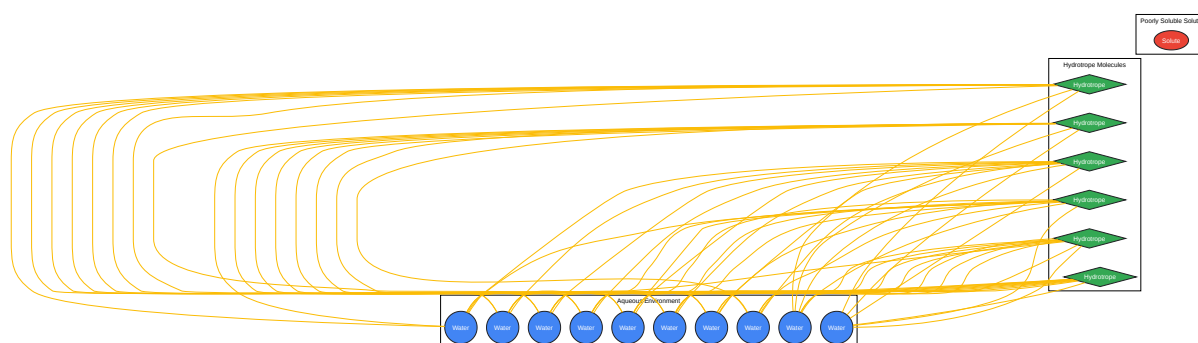 Poorly Soluble Solut
Solute
Hydrotrope Molecules
Hydrotrope
Hydrotrope
Hydrotrope
Hydrotrope
Hydrotrope
Hydrotrope
Aqueous Environment
Water Water Water Water Water Water Water Water Water Water